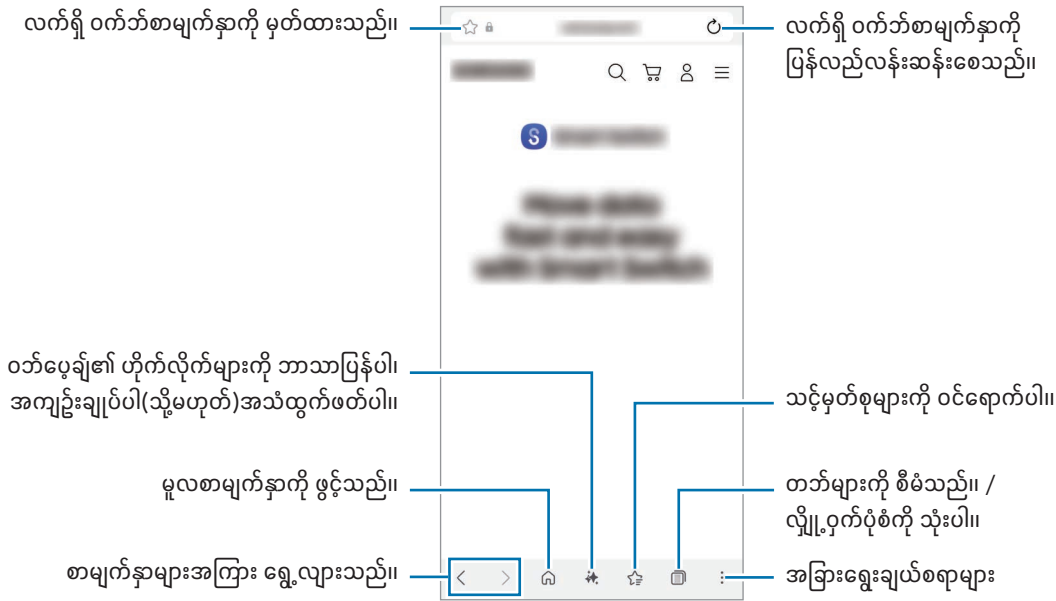 လက်ရှိ ဝက်ဘ်စာမျက်နှာကို မှတ်ထားသည်။
လက်ရှိ ဝက်ဘ်စာမျက်နှာကို
ပြန်လည်လန်းဆန်းစေသည်။
S
ဝဘ်ပေ့ချ်၏ ဟိုက်လိုက်များကို ဘာသာပြန်ပါ၊
အကျဥ်းချုပ်ပါ(သို့မဟုတ်)အသံထွက်ဖတ်ပါ။
သင့်မှတ်စုများကို ဝင်ရောက်ပါ။
မူလစာမျက်နှာကို ဖွင့်သည်။
တဘ်များကို စီမံသည်။ /
လျှို့ဝှက်ပုံစံကို သုံးပါ။
စာမျက်နှာများအကြား ရွေ့လျားသည်။
အခြားရွေးချယ်စရာများ